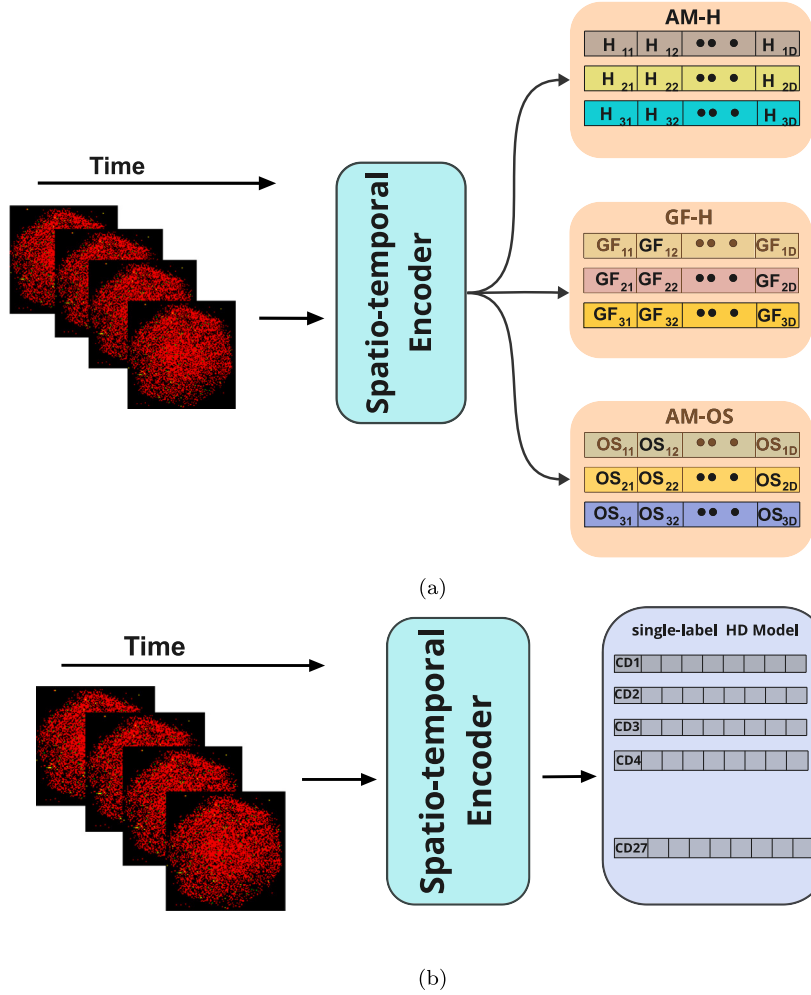 AM-H
H 11 H 12 •• • H 1D
H 21 H 22 •• • H 2D
H 31 H 32 •• • H 3D
Time
Spatio-temporal
Encoder
GF-H
GF11 GF12 •• • GF1D
GF21 GF22 •• • GF2D
GF31 GF32 •• • GF3D
AM-OS
OS11 OS12 •• • OS1D
OS21 OS22 •• • OS2D
OS31 OS32 •• • OS3D
(a)
Time
Spatio-temporal
Encoder
single-label HD Model
CD1
CD2
CD3
CD4
CD27
(b)